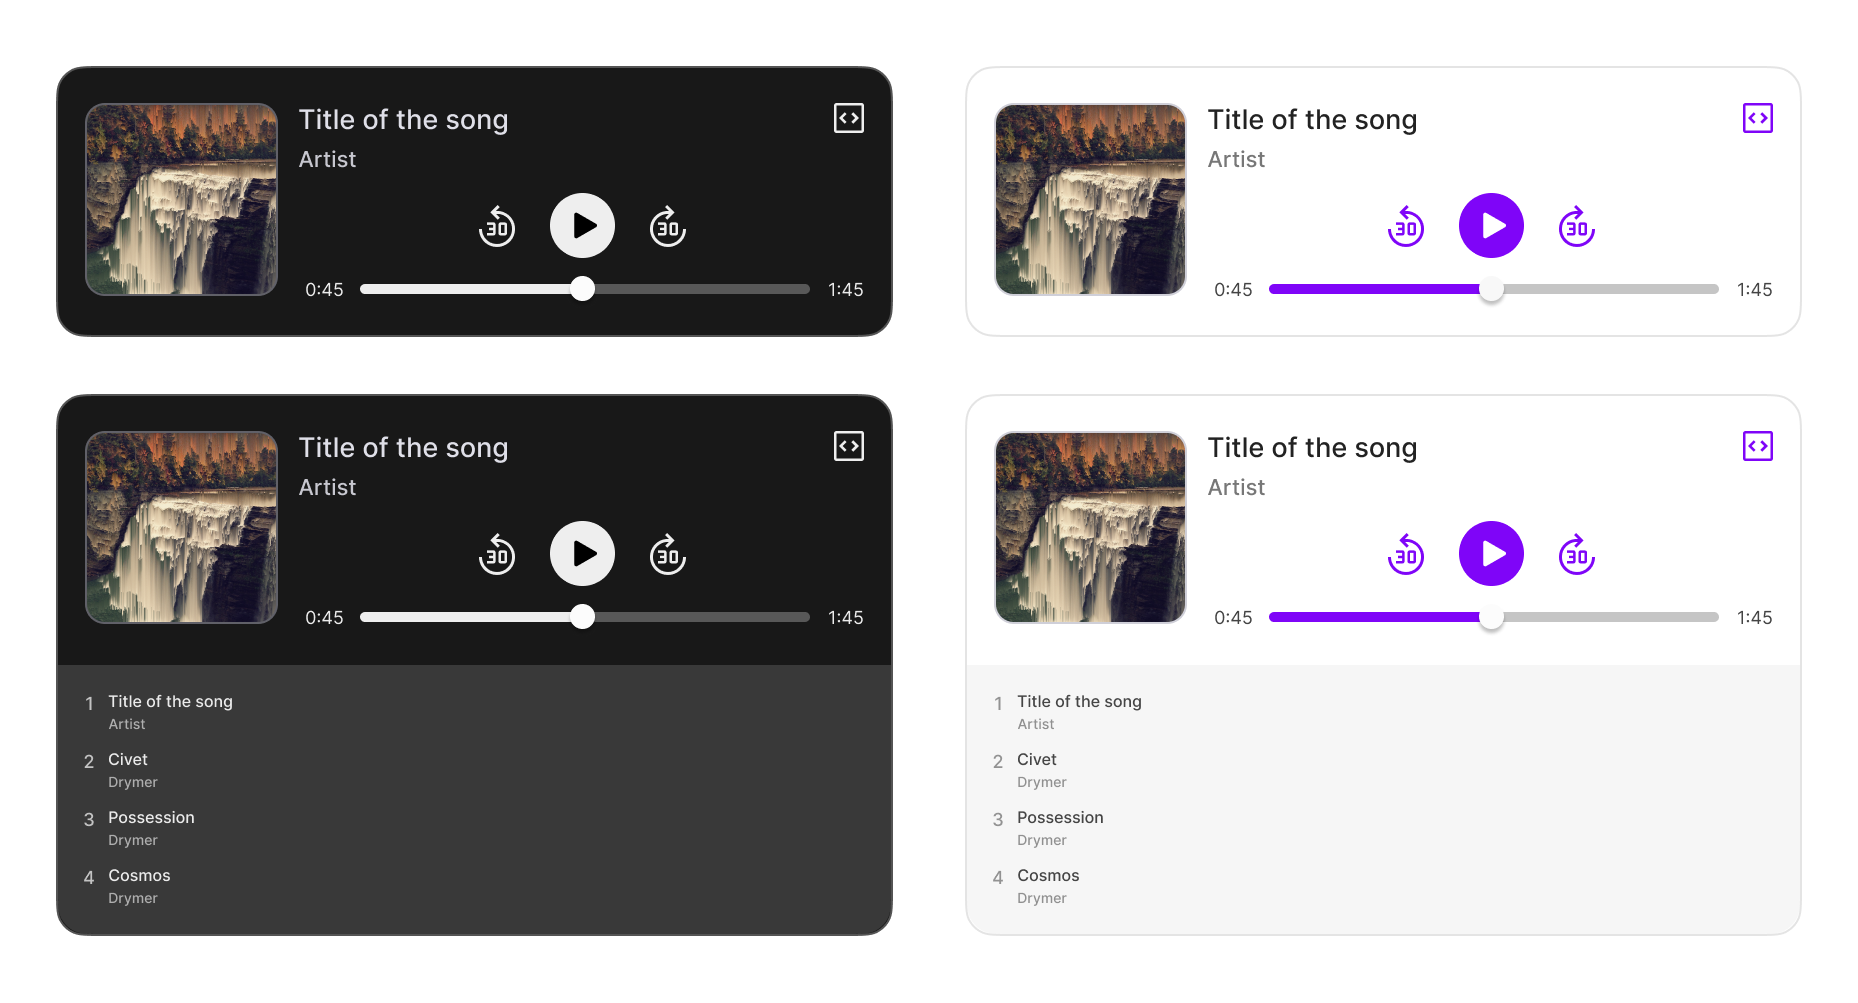 Title of the song
Artist
30
30
0:45
1:45
Title of the song
Artist
30
30
0:45
1:45
Title of the song
Artist
30
30
0:45
1:45
1 Title of the song
Artist
2 Civet
Drymer
3 Possession
Drymer
4 Cosmos
Drymer
Title of the song
Artist
30
30
0:45
1:45
1 Title of the song
Artist
2 Civet
Drymer
3 Possession
Drymer
4 Cosmos
Drymer